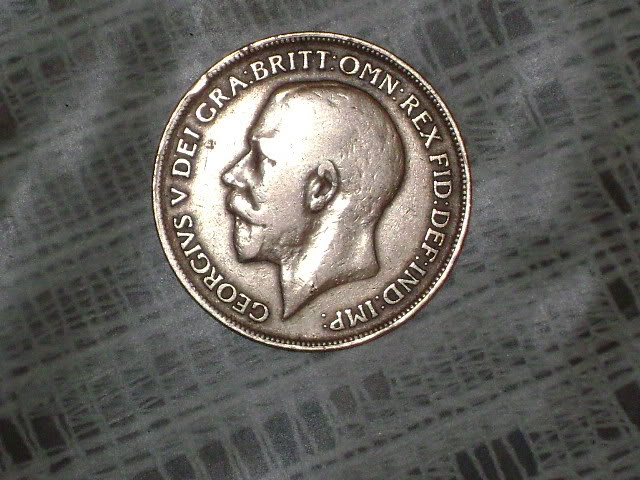 GEORGIVS V DEI GRA:BRITT:OMN:REX FID:DEF:IND:IMP: